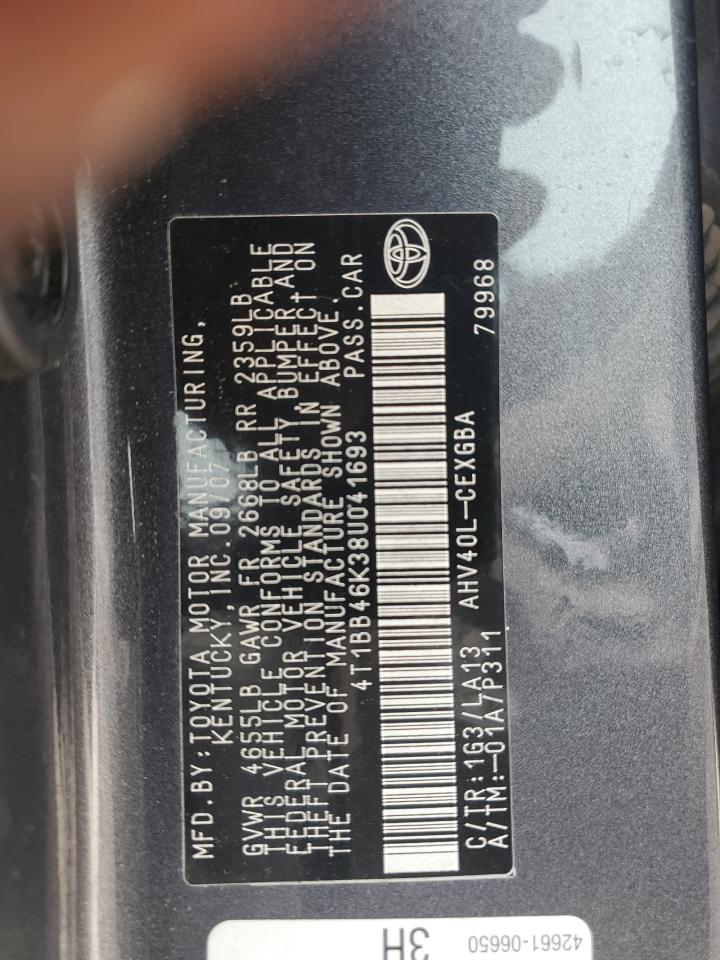 MFD.BY:TOYOTA MOTOR MANUFACTURING,
KENTUCKY,INC.09/07
GVWR 4655LB GAWR FR 2668LB RR 2359LB
THIS VEHICLE CONFORMS TO ALL APPLICABLE
FEDERAL MOTOR VEHICLE SAFETY BUMPER AND
THEFT PREVENTION STANDARDS IN EFFECT ON
THE DATE OF MANUFACTURE SHOWN ABOVE.
4T1BB46K38U041693 PASS.CAR
C/TR:1G3/LA13 AHV40L-CEXGBA 79968
A/TM:-01A/P311
42661-06650
3H